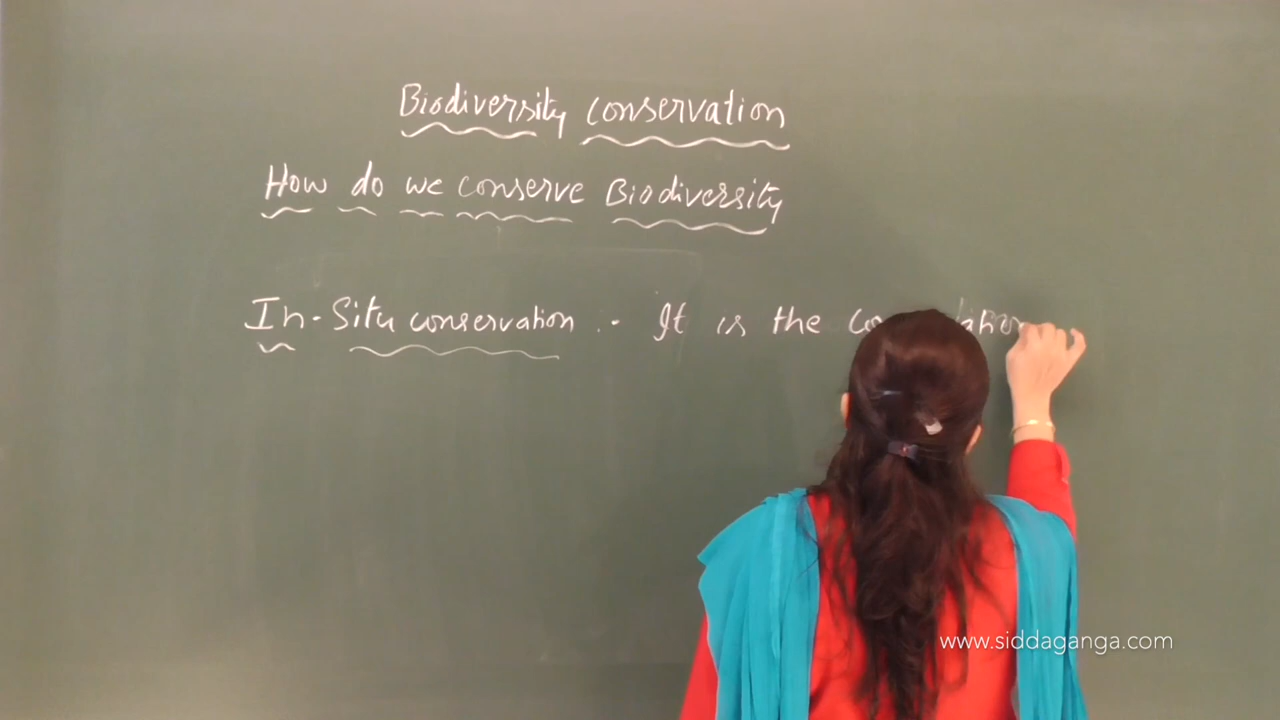 Biodiversity conservation
How do we conserve Biodiversity
In-Situ conservation :- It is the
www.siddaganga.com